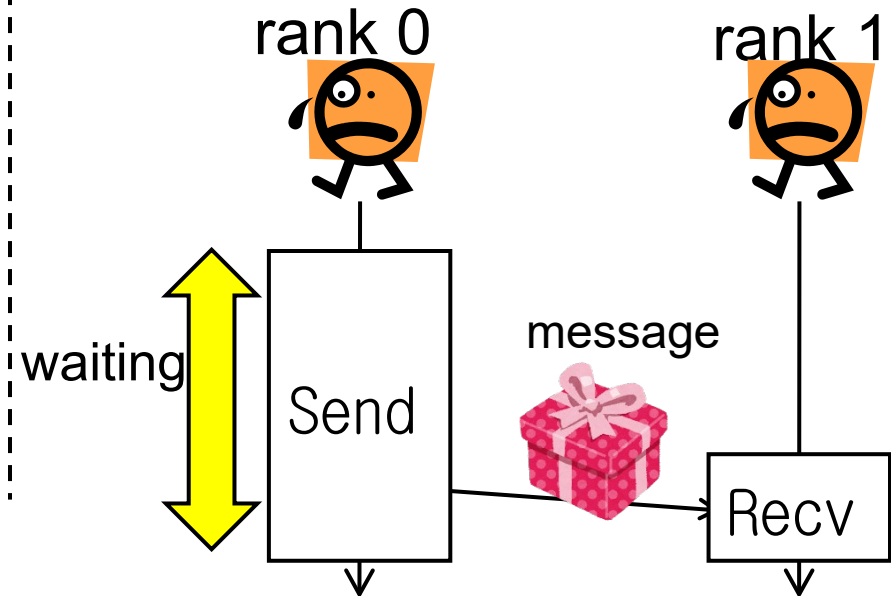 rank 0
rank 1
message
waiting
Send
Recv